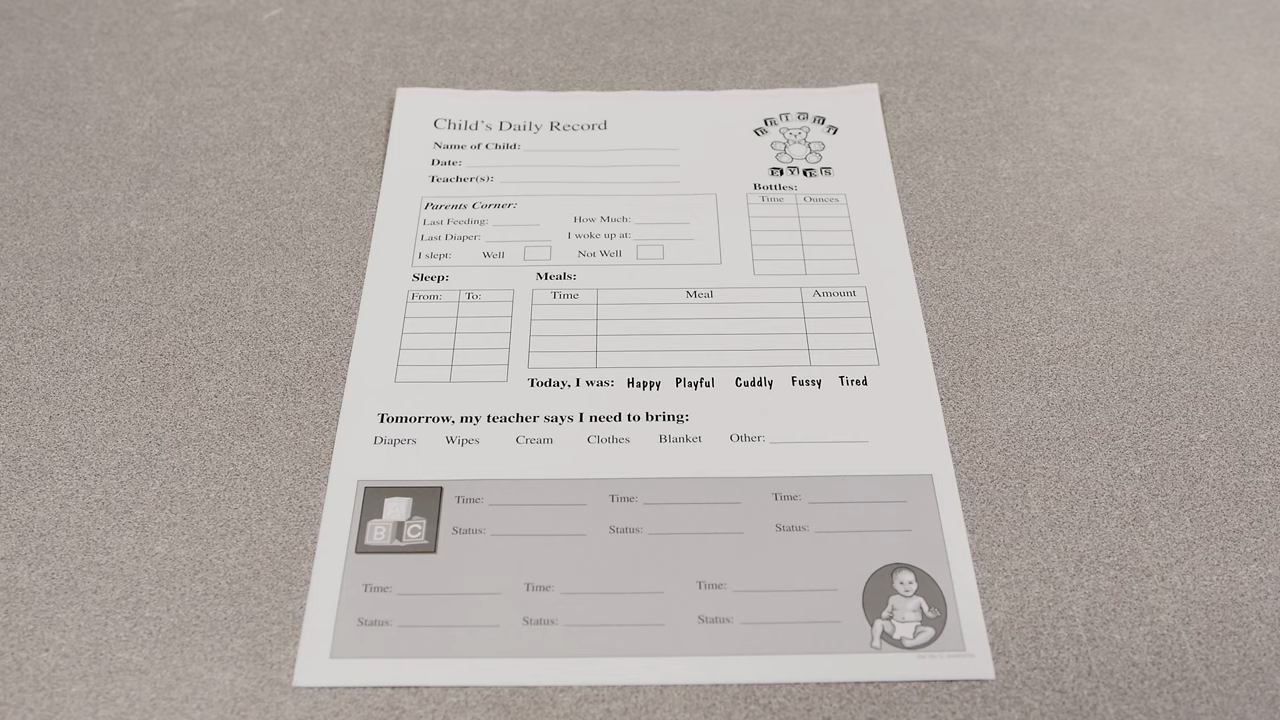 Child's Daily Record
BRIGHT
EYES
Name of Child:
Date:
Teacher(s):
Parents Corner:
Last Feeding: How Much:
Last Diaper: I woke up at:
I slept: Well Not Well
Bottles:
Time Ounces
Sleep:
From: To:
Meals:
Time Meal Amount
Today, I was: Happy Playful Cuddly Fussy Tired
Tomorrow, my teacher says I need to bring:
Diapers Wipes Cream Clothes Blanket Other:
A
B C
Time: Time: Time:
Status: Status: Status:
Time: Time: Time:
Status: Status: Status: